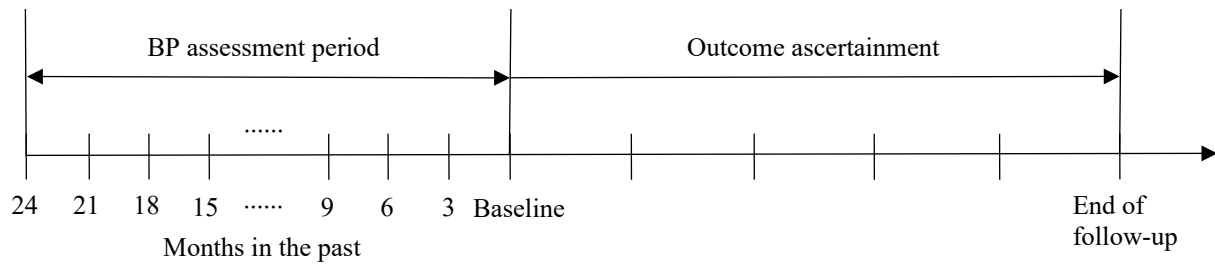 BP assessment period
Outcome ascertainment
......
24 21 18 15 ...... 9 6 3 Baseline
End of
follow-up
Months in the past